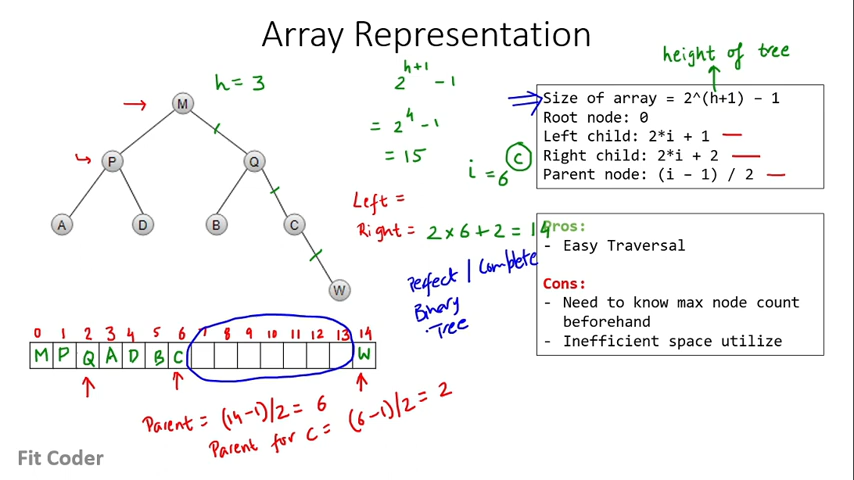 Array Representation
height of tree
h = 3
2^(h+1) - 1
= 2^4 - 1
= 15
M
P
Q
A
D
B
C
W
i = 6
C
Size of array = 2^(h+1) – 1
Root node: 0
Left child: 2*i + 1
Right child: 2*i + 2
Parent node: (i – 1) / 2
Left =
Right = 2 x 6 + 2 = 14
Perfect | Complete
Binary
Tree
Pros:
- Easy Traversal
Cons:
- Need to know max node count
beforehand
- Inefficient space utilize
0 1 2 3 4 5 6 7 8 9 10 11 12 13 14
M P Q A D B C W
Parent = (14-1)/2 = 6
Parent for C = (6-1)/2 = 2
Fit Coder